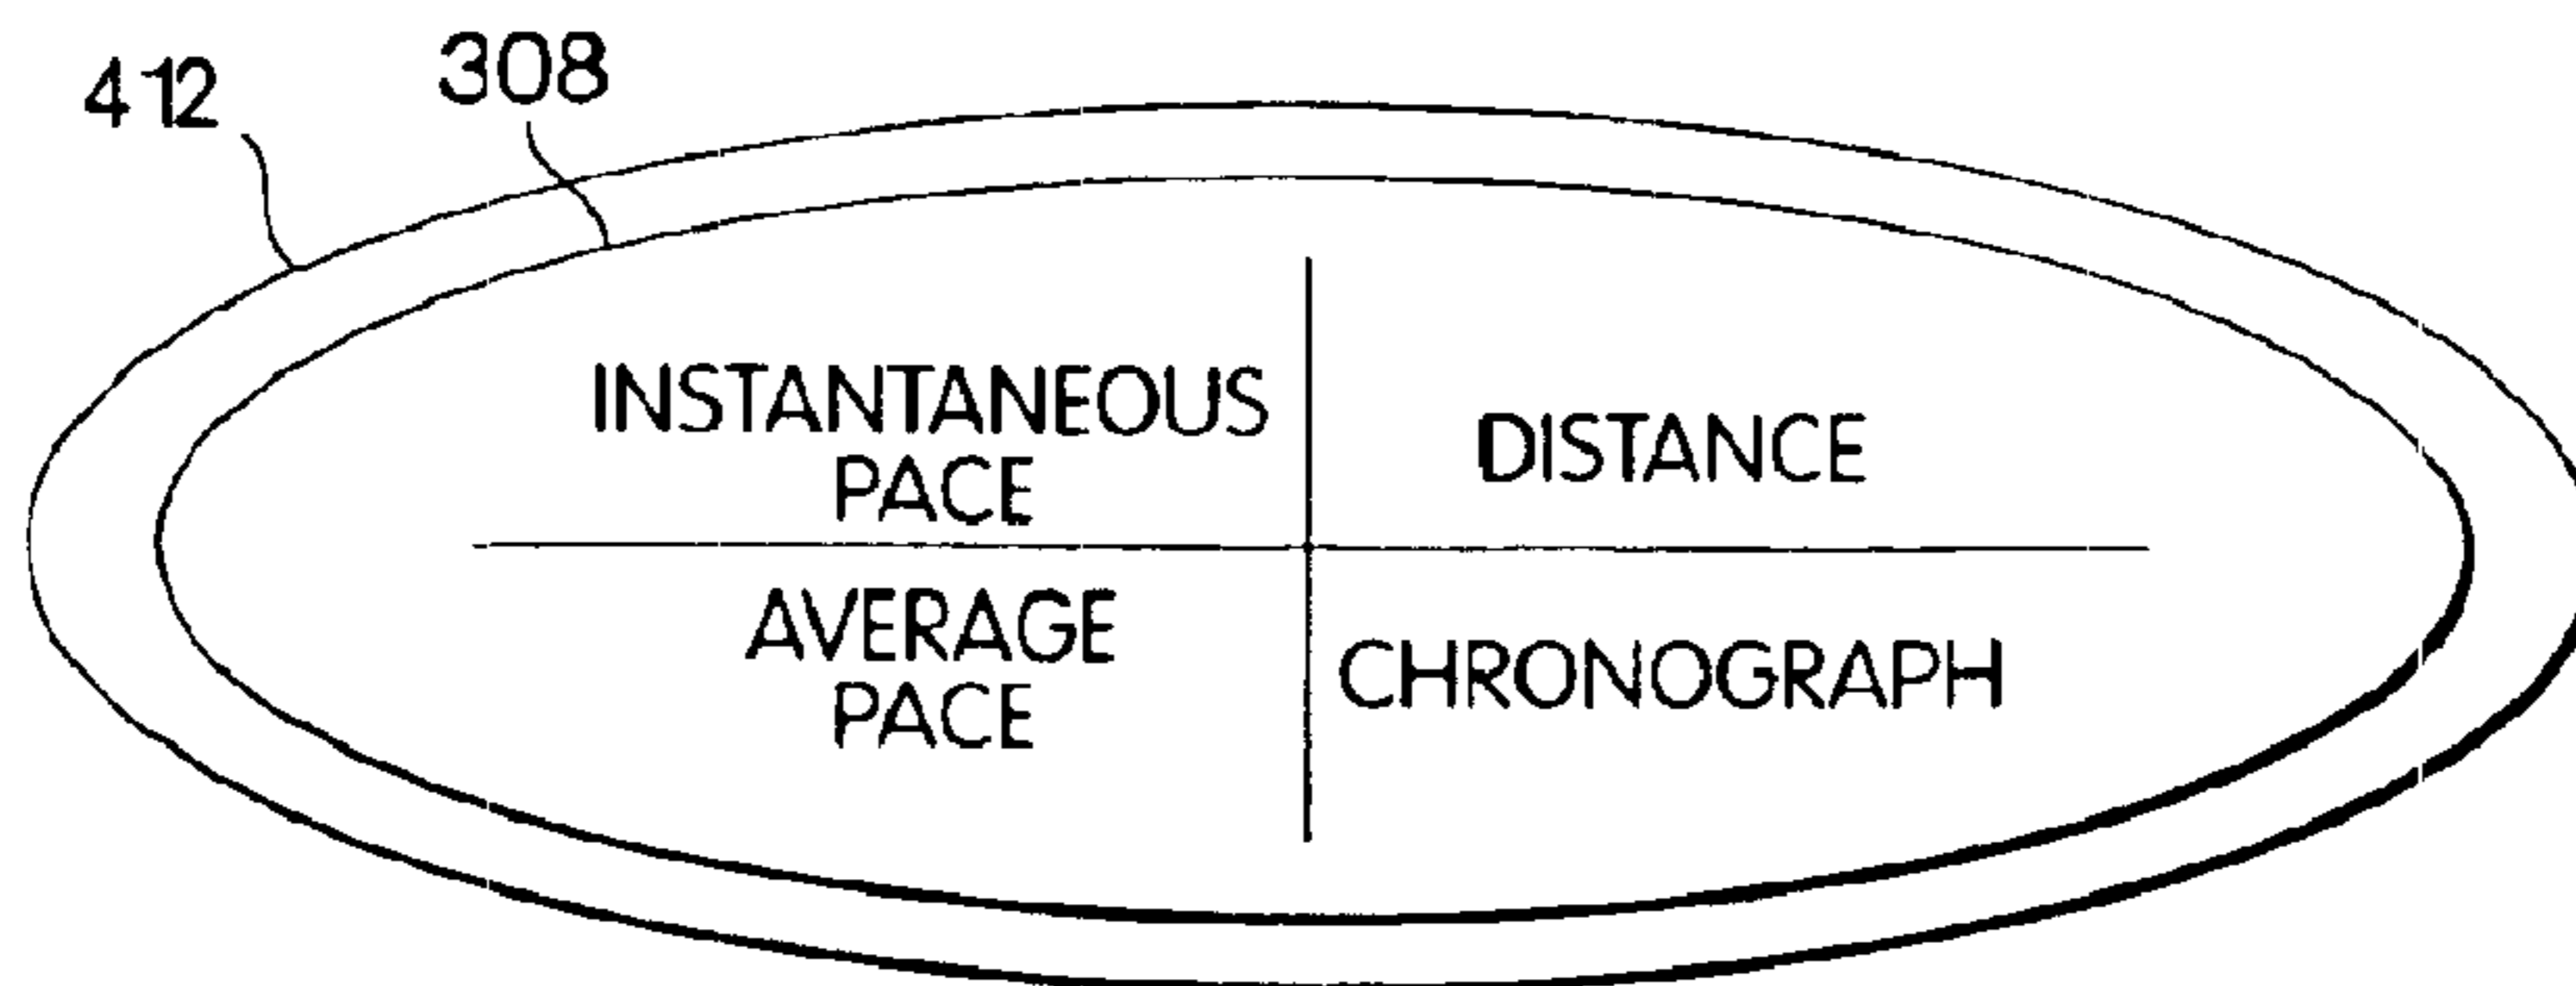 412
308
INSTANTANEOUS
PACE
DISTANCE
AVERAGE
PACE
CHRONOGRAPH